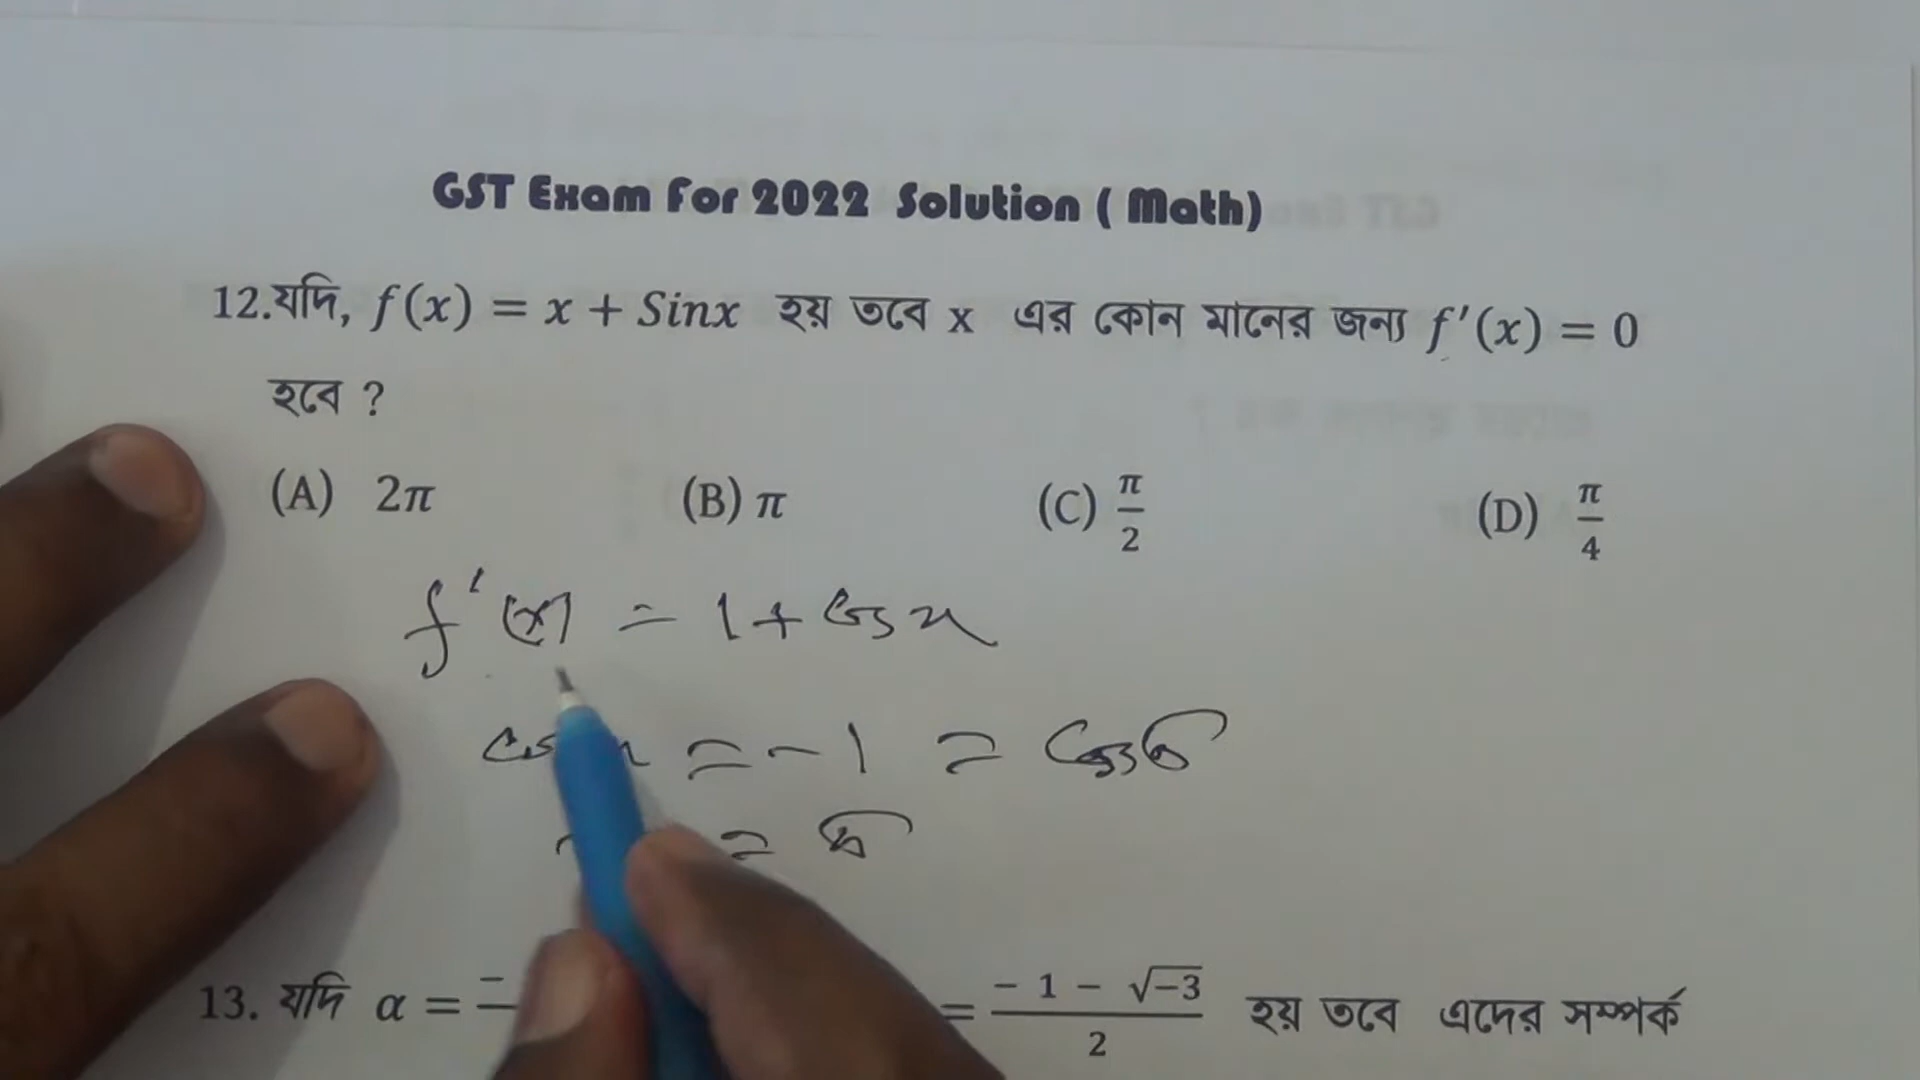 GST Exam For 2022 Solution ( Math)
12.যদি, f(x) = x + Sinx হয় তবে x এর কোন মানের জন্য f′(x) = 0
হবে ?
(A) 2π (B) π (C) π/2 (D) π/4
f′(x) = 1 + cos x
= -1 = cos π
= π
13. যদি α = − = (− 1 − √−3)/2 হয় তবে এদের সম্পর্ক